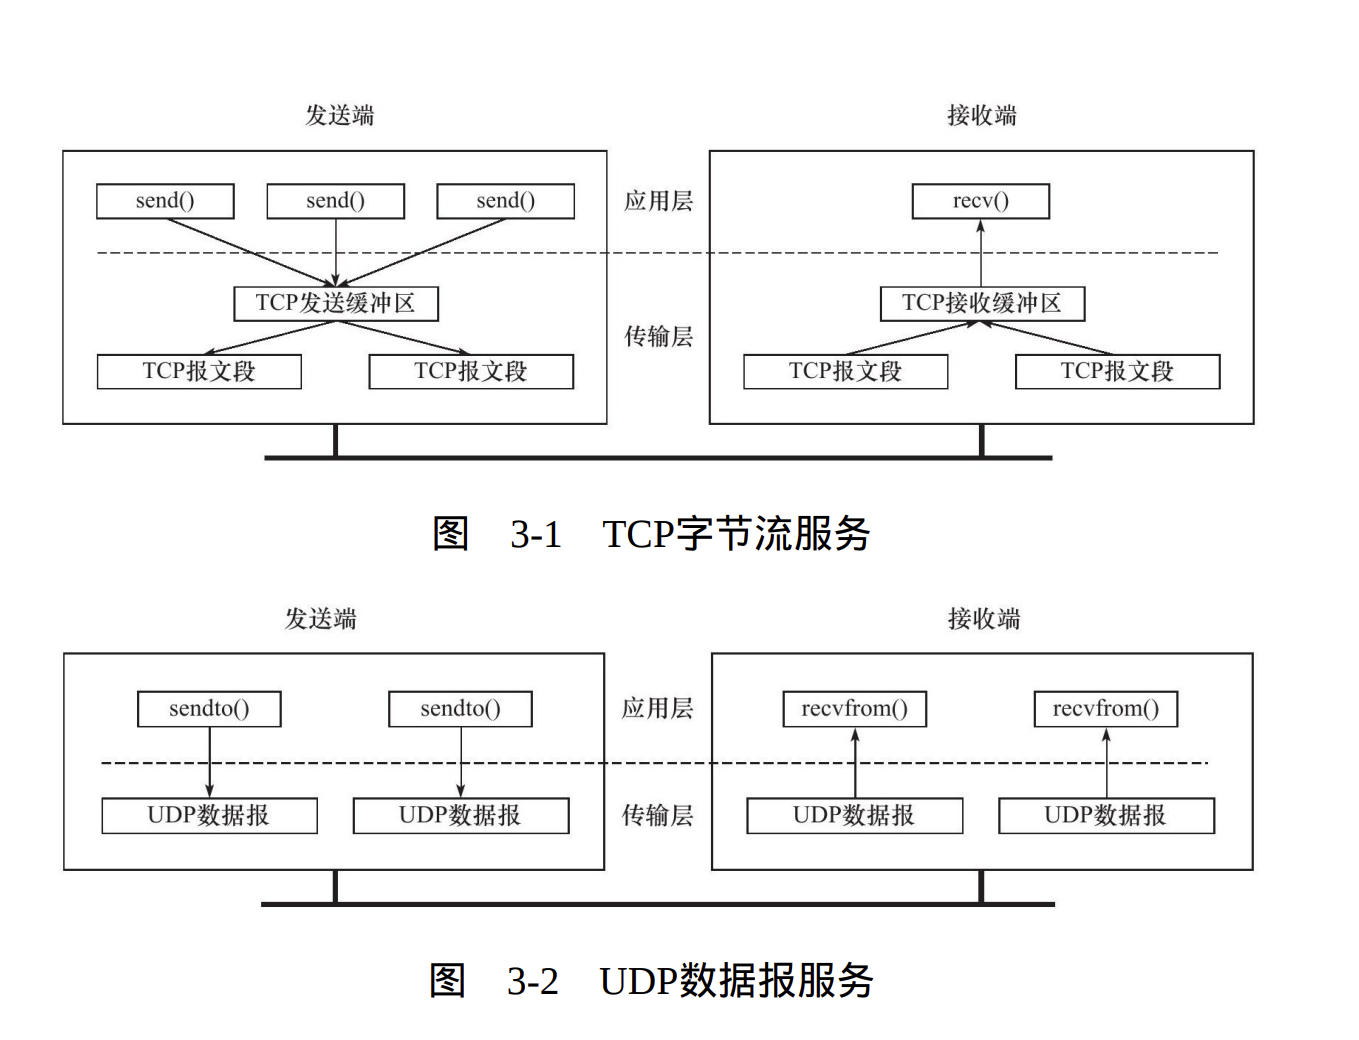 发送端 接收端
send() send() send() 应用层 recv()
TCP发送缓冲区 TCP接收缓冲区
传输层
TCP报文段 TCP报文段 TCP报文段 TCP报文段
图 3-1 TCP字节流服务
发送端 接收端
sendto() sendto() 应用层 recvfrom() recvfrom()
UDP数据报 UDP数据报 传输层 UDP数据报 UDP数据报
图 3-2 UDP数据报服务